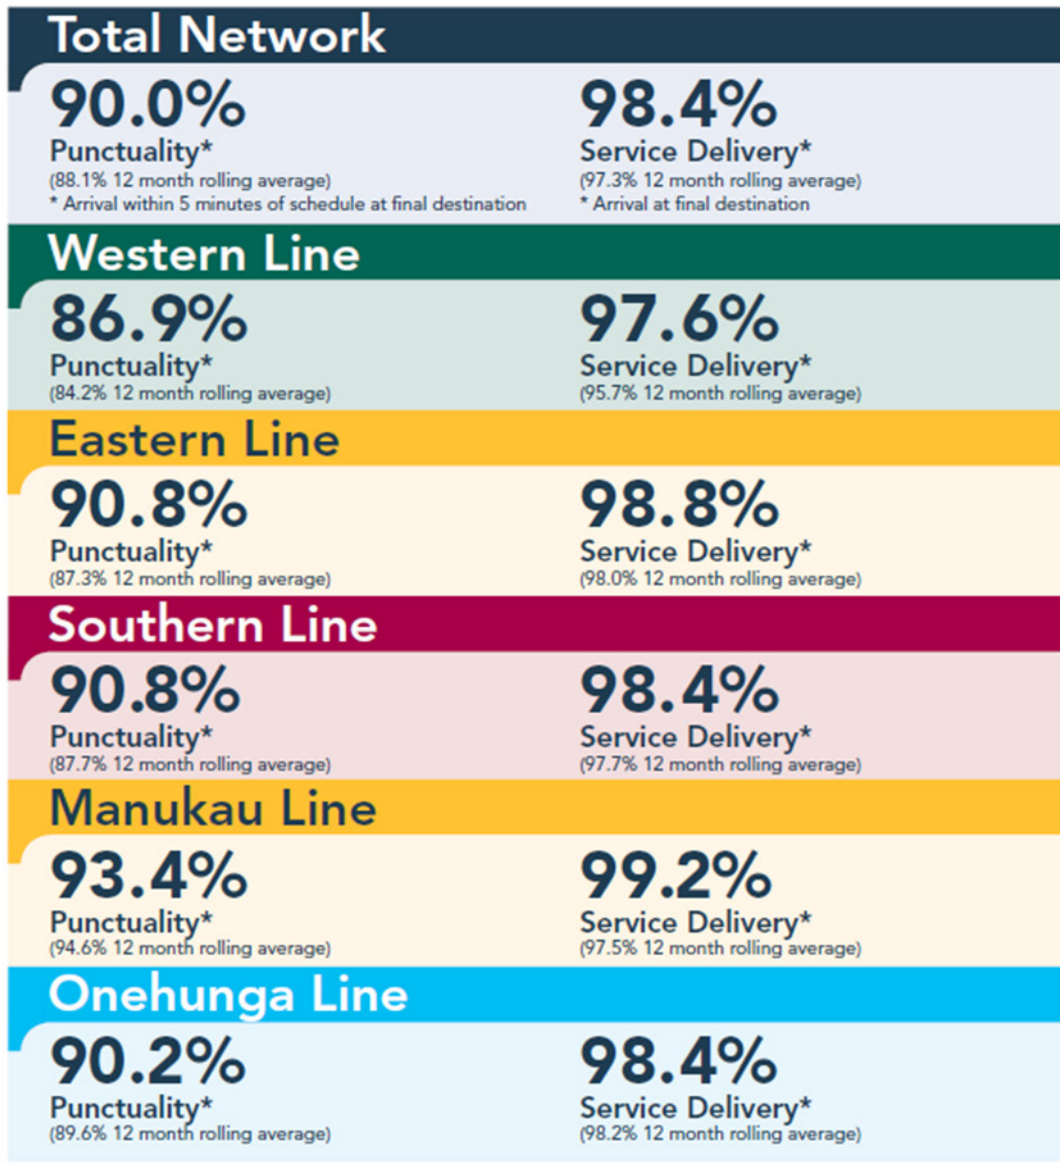 Total Network
90.0% 98.4%
Punctuality* Service Delivery*
(88.1% 12 month rolling average) (97.3% 12 month rolling average)
* Arrival within 5 minutes of schedule at final destination * Arrival at final destination
Western Line
86.9% 97.6%
Punctuality* Service Delivery*
(84.2% 12 month rolling average) (95.7% 12 month rolling average)
Eastern Line
90.8% 98.8%
Punctuality* Service Delivery*
(87.3% 12 month rolling average) (98.0% 12 month rolling average)
Southern Line
90.8% 98.4%
Punctuality* Service Delivery*
(87.7% 12 month rolling average) (97.7% 12 month rolling average)
Manukau Line
93.4% 99.2%
Punctuality* Service Delivery*
(94.6% 12 month rolling average) (97.5% 12 month rolling average)
Onehunga Line
90.2% 98.4%
Punctuality* Service Delivery*
(89.6% 12 month rolling average) (98.2% 12 month rolling average)